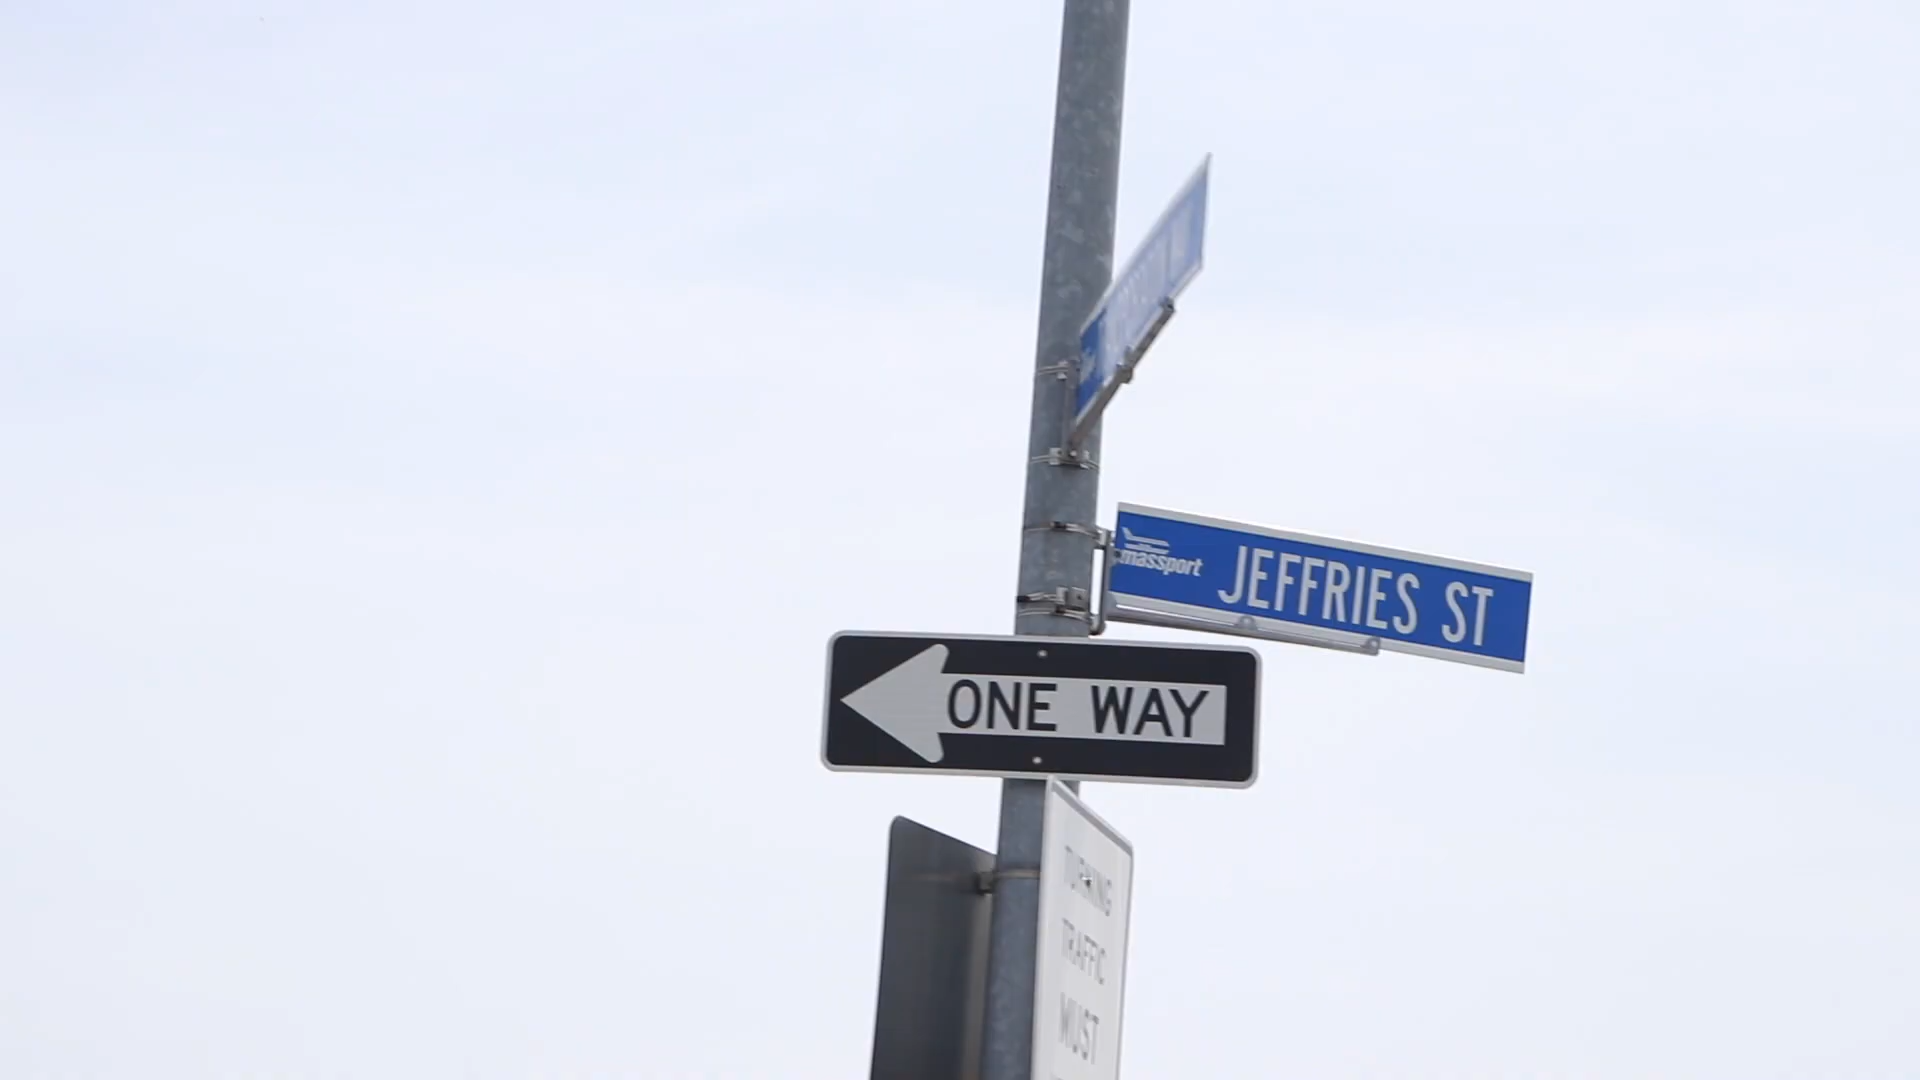 massport
JEFFRIES ST
ONE WAY
TURNING
TRAFFIC
MUST